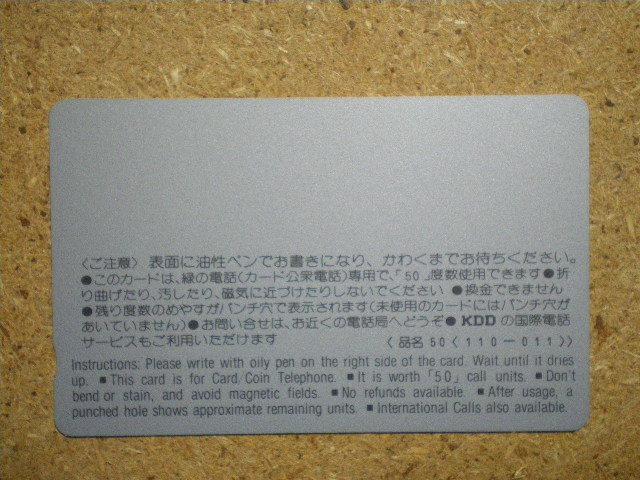 〈ご注意〉表面に油性ペンでお書きになり、かわくまでお待ちください。
●このカードは、緑の電話(カード公衆電話)専用で、「50」度数使用できます●折
り曲げたり、汚したり、磁気に近づけたりしないでください ●換金できません
●残り度数のめやすがパンチ穴で表示されます(未使用のカードにはパンチ穴が
あいていません)●お問い合せは、お近くの電話局へどうぞ● KDD の国際電話
サービスもご利用いただけます 〈品名 50〈110-011〉〉
Instructions: Please write with oily pen on the right side of the card. Wait until it dries
up. ■ This card is for Card/Coin Telephone. ■ It is worth「50」call units. ■ Don't
bend or stain, and avoid magnetic fields. ■ No refunds available. ■ After usage, a
punched hole shows approximate remaining units. ■ International Calls also available.